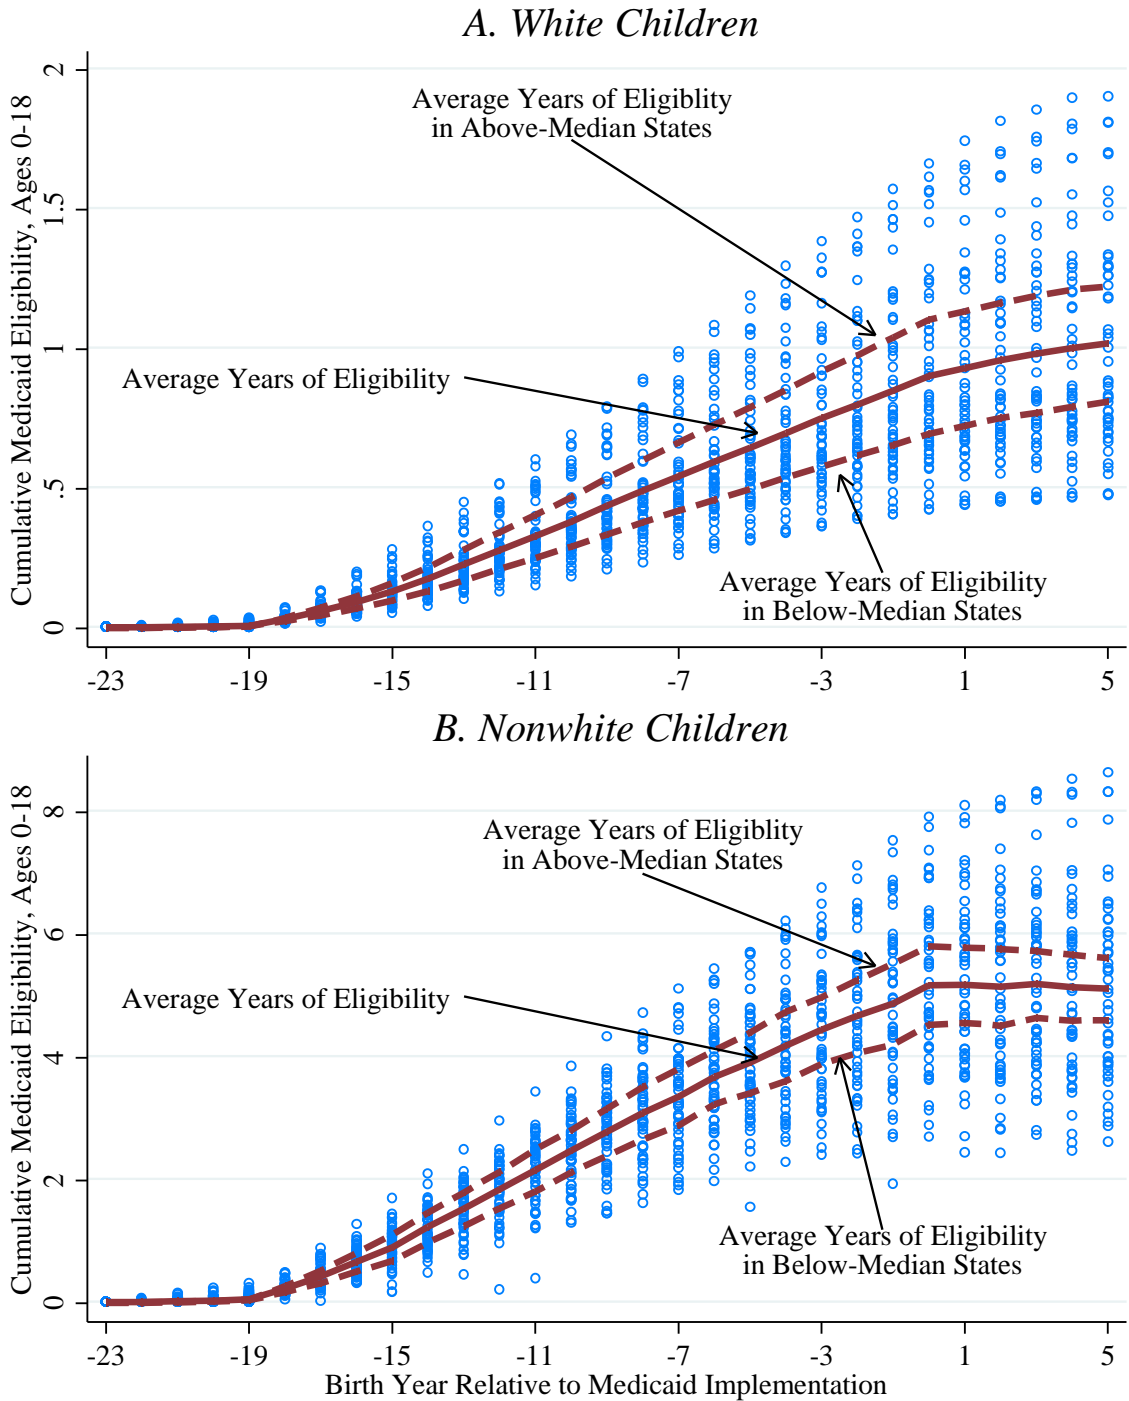 A. White Children
Cumulative Medicaid Eligibility, Ages 0-18
2
1.5
1
.5
0
Average Years of Eligiblity
in Above-Median States
Average Years of Eligibility
Average Years of Eligibility
in Below-Median States
-23 -19 -15 -11 -7 -3 1 5
B. Nonwhite Children
Cumulative Medicaid Eligibility, Ages 0-18
8
6
4
2
0
Average Years of Eligiblity
in Above-Median States
Average Years of Eligibility
Average Years of Eligibility
in Below-Median States
-23 -19 -15 -11 -7 -3 1 5
Birth Year Relative to Medicaid Implementation